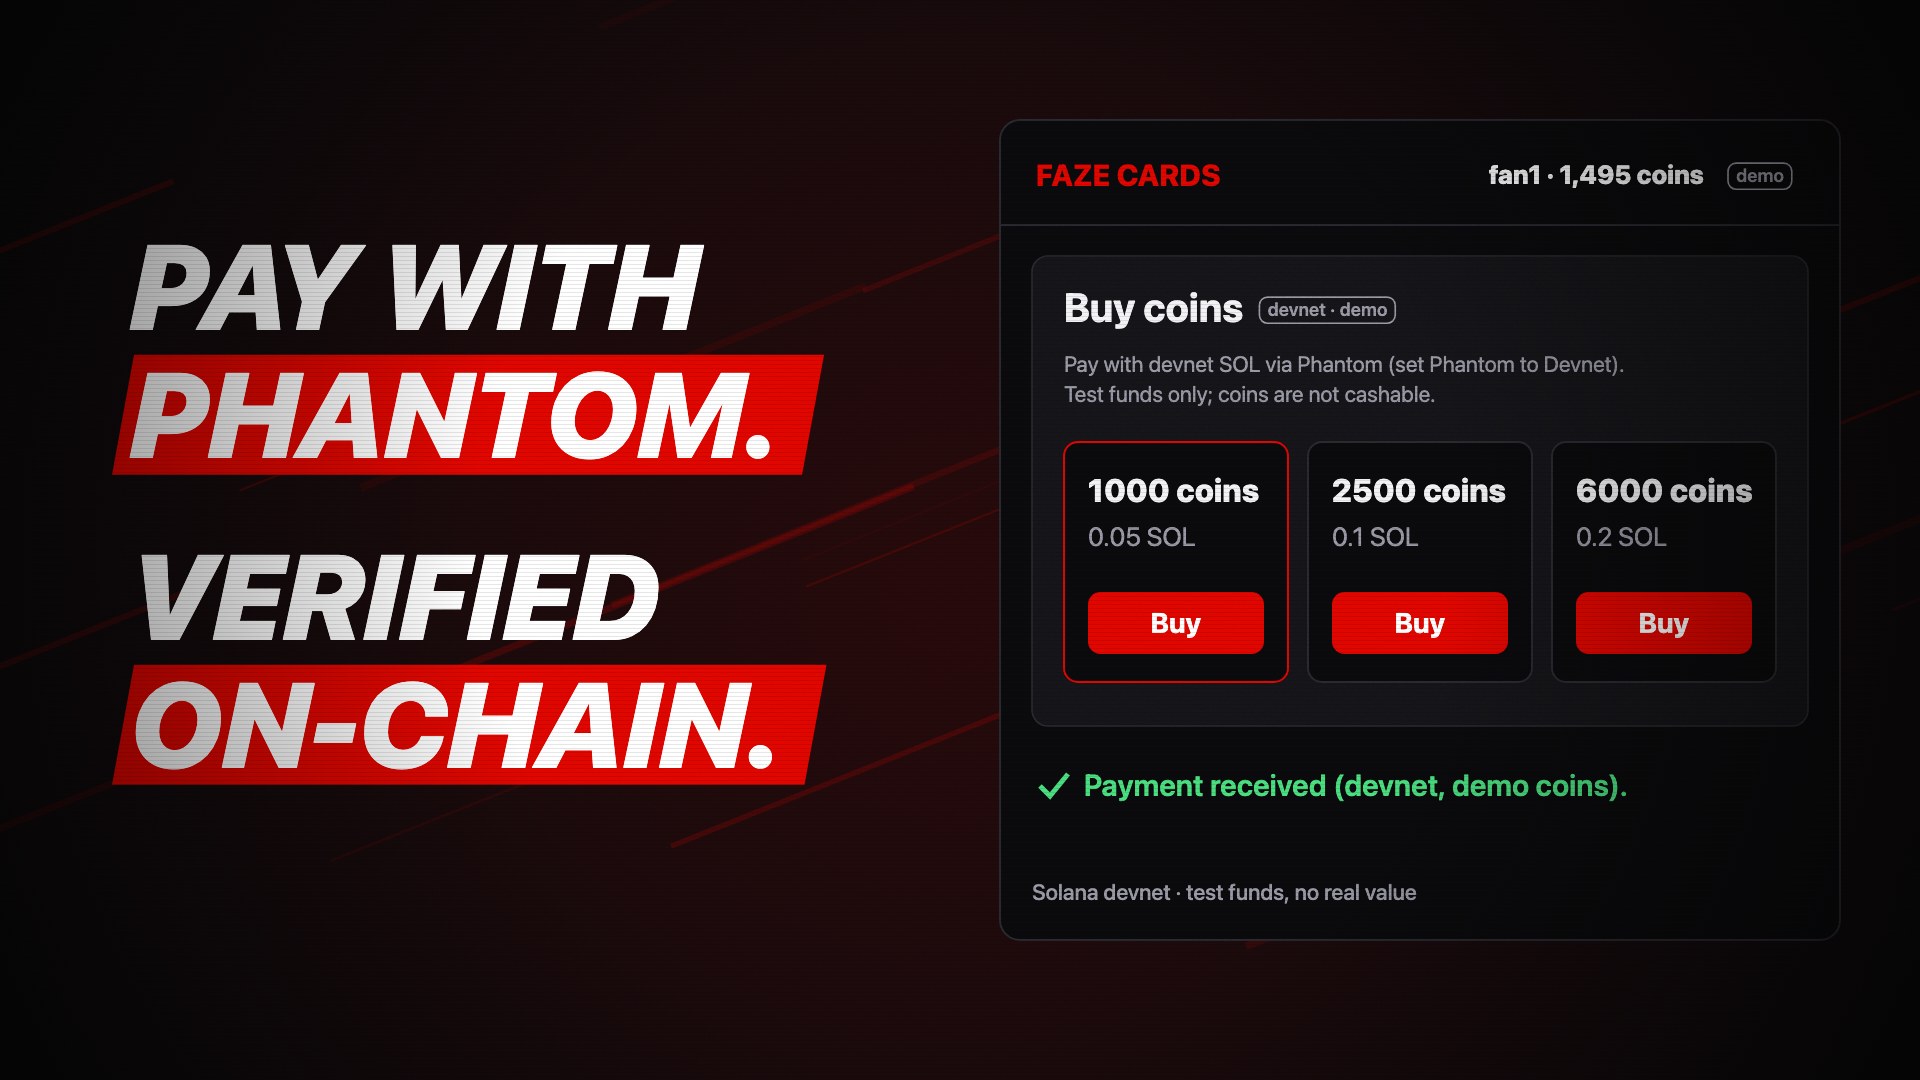 PAY WITH
PHANTOM.
VERIFIED
ON-CHAIN.
FAZE CARDS
fan1 · 1,495 coins
demo
Buy coins
devnet · demo
Pay with devnet SOL via Phantom (set Phantom to Devnet).
Test funds only; coins are not cashable.
1000 coins
0.05 SOL
Buy
2500 coins
0.1 SOL
Buy
6000 coins
0.2 SOL
Buy
Payment received (devnet, demo coins).
Solana devnet · test funds, no real value